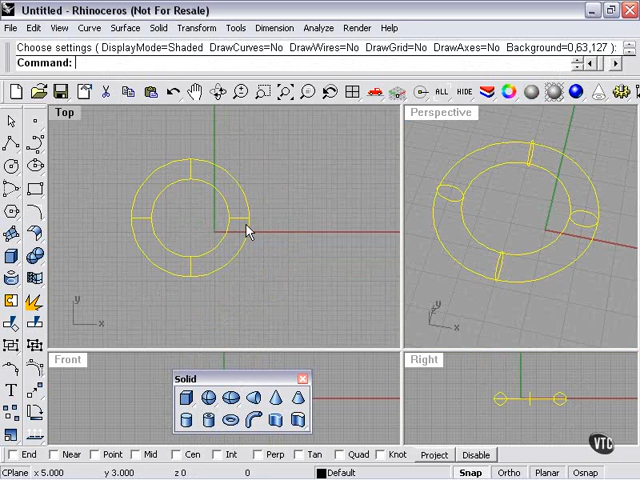 Untitled - Rhinoceros (Not For Resale)
File Edit View Curve Surface Solid Transform Tools Dimension Analyze Render Help
Choose settings ( DisplayMode=Shaded DrawCurves=No DrawWires=No DrawGrid=No DrawAxes=No Background=0,63,127 ):
Command:
ALL HIDE
Top
Perspective
y
x
y
x
Front
Right
Solid
T
VTC
End Near Point Mid Cen Int Perp Tan Quad Knot Project Disable
CPlane x 5.000 y 3.000 z 0 Default Snap Ortho Planar Osnap